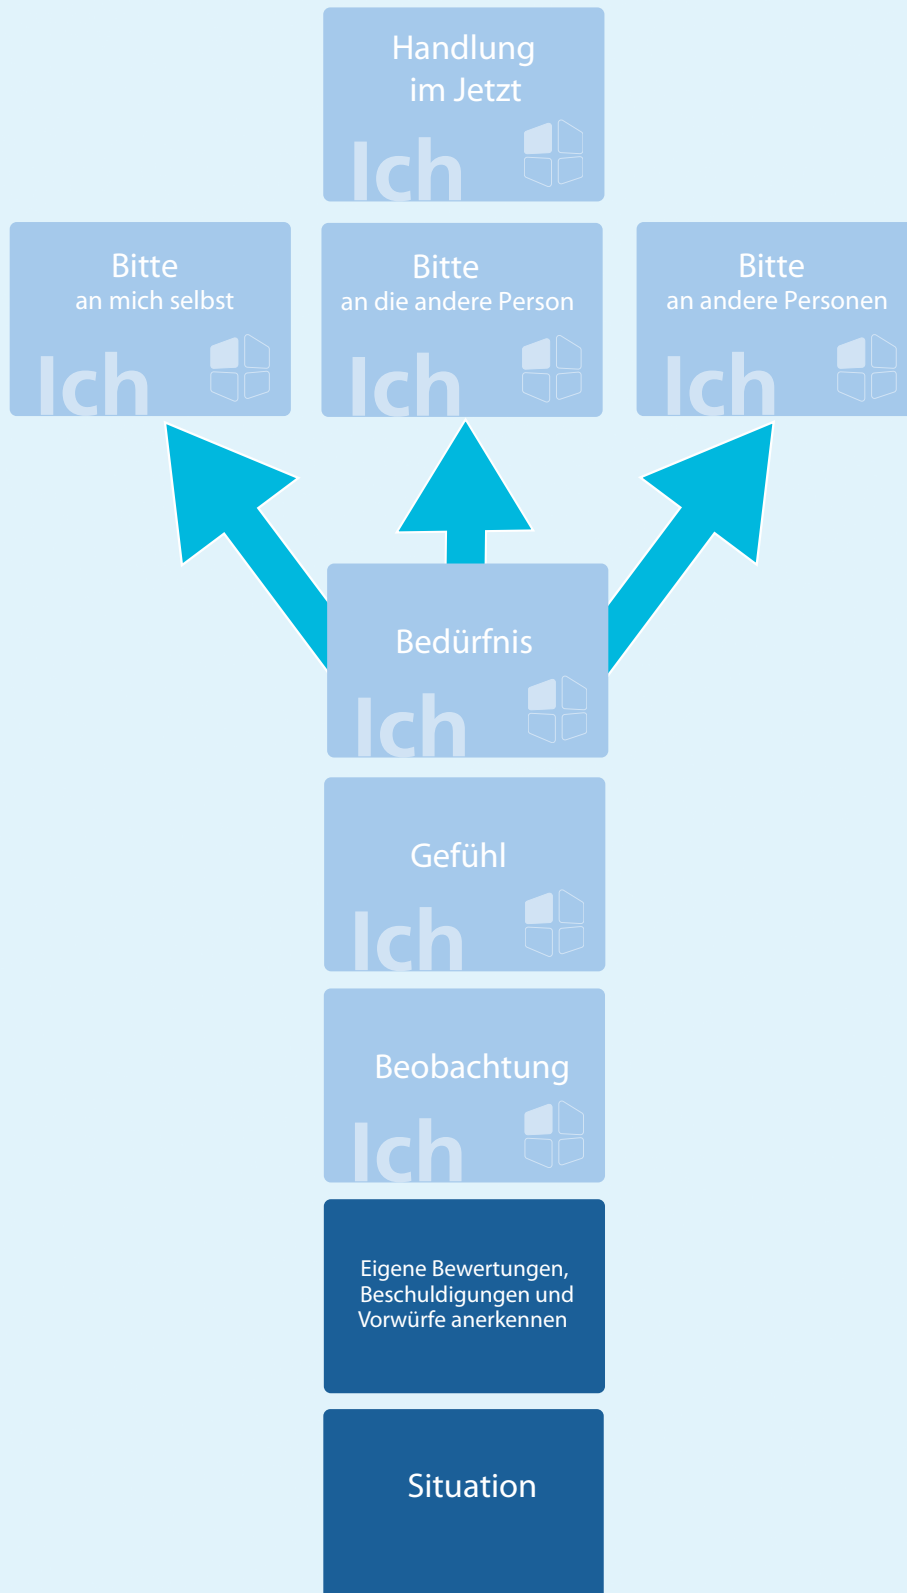 Handlung
im Jetzt
Ich
Bitte
an mich selbst
Ich
Bitte
an die andere Person
Ich
Bitte
an andere Personen
Ich
Bedürfnis
Ich
Gefühl
Ich
Beobachtung
Ich
Eigene Bewertungen,
Beschuldigungen und
Vorwürfe anerkennen
Situation